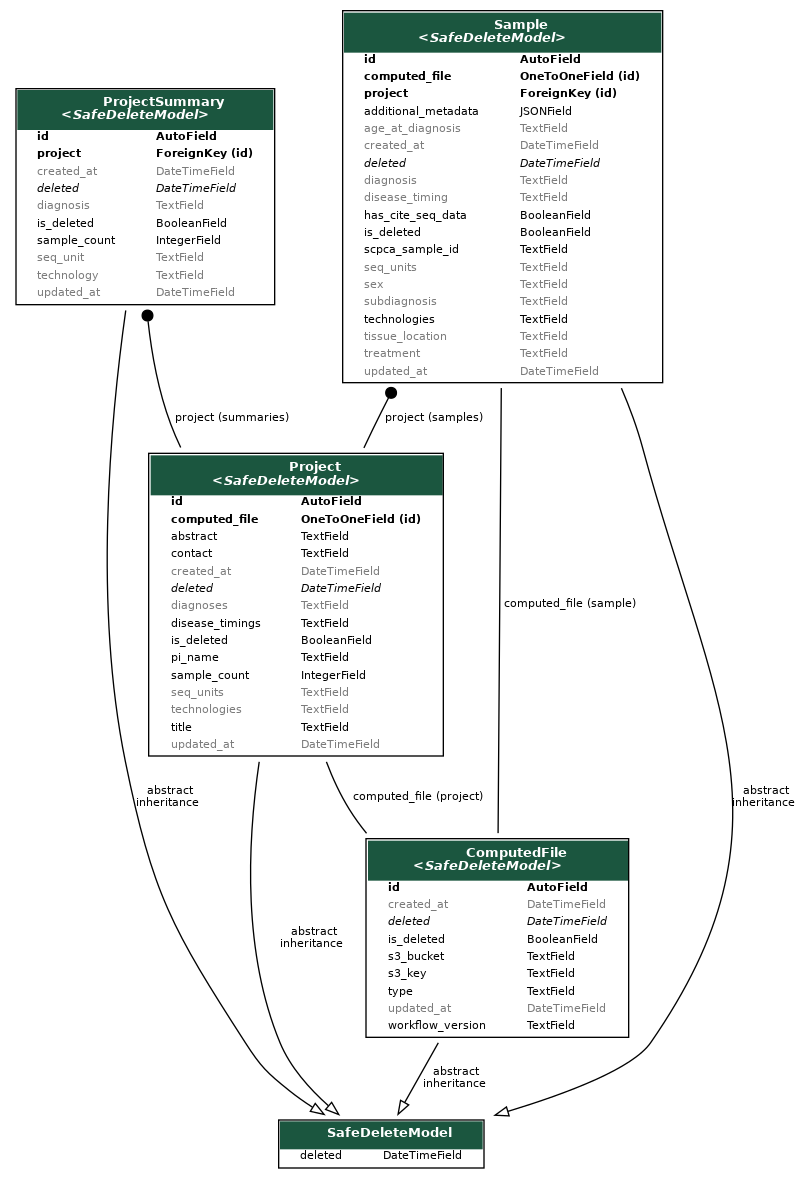 Sample
<SafeDeleteModel>
id AutoField
computed_file OneToOneField (id)
project ForeignKey (id)
additional_metadata JSONField
age_at_diagnosis TextField
created_at DateTimeField
deleted DateTimeField
diagnosis TextField
disease_timing TextField
has_cite_seq_data BooleanField
is_deleted BooleanField
scpca_sample_id TextField
seq_units TextField
sex TextField
subdiagnosis TextField
technologies TextField
tissue_location TextField
treatment TextField
updated_at DateTimeField
ProjectSummary
<SafeDeleteModel>
id AutoField
project ForeignKey (id)
created_at DateTimeField
deleted DateTimeField
diagnosis TextField
is_deleted BooleanField
sample_count IntegerField
seq_unit TextField
technology TextField
updated_at DateTimeField
project (summaries)
project (samples)
Project
<SafeDeleteModel>
id AutoField
computed_file OneToOneField (id)
abstract TextField
contact TextField
created_at DateTimeField
deleted DateTimeField
diagnoses TextField
disease_timings TextField
is_deleted BooleanField
pi_name TextField
sample_count IntegerField
seq_units TextField
technologies TextField
title TextField
updated_at DateTimeField
computed_file (sample)
abstract
inheritance
computed_file (project)
abstract
inheritance
ComputedFile
<SafeDeleteModel>
id AutoField
created_at DateTimeField
deleted DateTimeField
is_deleted BooleanField
s3_bucket TextField
s3_key TextField
type TextField
updated_at DateTimeField
workflow_version TextField
abstract
inheritance
abstract
inheritance
SafeDeleteModel
deleted DateTimeField